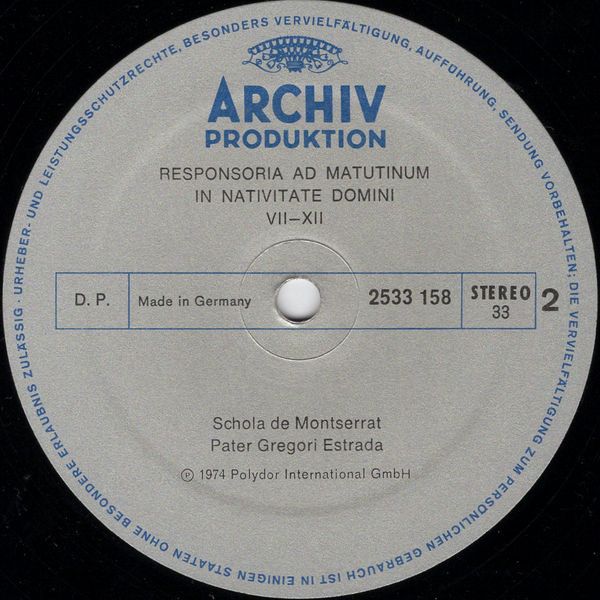 URHEBER- UND LEISTUNGSSCHUTZRECHTE, BESONDERS VERVIELFÄLTIGUNG, AUFFÜHRUNG, SENDUNG VORBEHALTEN; DIE VERVIELFÄLTIGUNG ZUM PERSÖNLICHEN GEBRAUCH IST IN EINIGEN STAATEN OHNE BESONDERE ERLAUBNIS ZULÄSSIG ·
ARCHIV
PRODUKTION
RESPONSORIA AD MATUTINUM
IN NATIVITATE DOMINI
VII–XII
D. P. Made in Germany 2533 158 STEREO 33 2
Schola de Montserrat
Pater Gregori Estrada
Ⓟ 1974 Polydor International GmbH